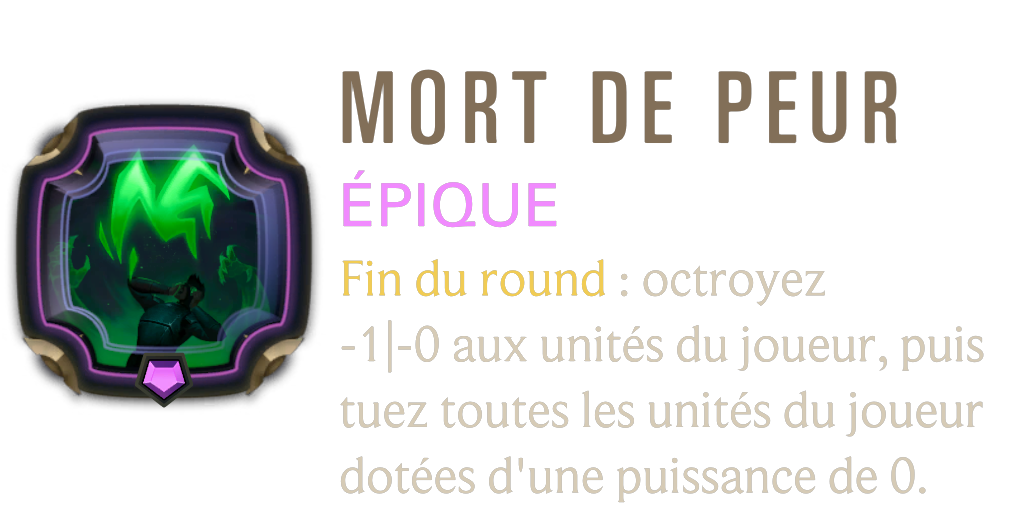 MORT DE PEUR
ÉPIQUE
Fin du round : octroyez
-1|-0 aux unités du joueur, puis
tuez toutes les unités du joueur
dotées d'une puissance de 0.